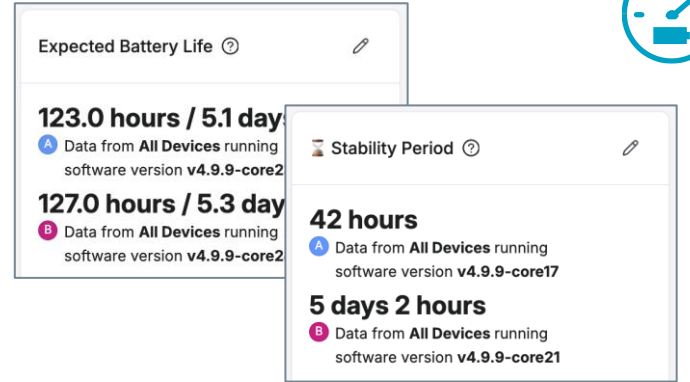 Expected Battery Life
123.0 hours / 5.1 day
A Data from All Devices running
software version v4.9.9-core2
127.0 hours / 5.3 day
B Data from All Devices running
software version v4.9.9-core2
⌛ Stability Period
42 hours
A Data from All Devices running
software version v4.9.9-core17
5 days 2 hours
B Data from All Devices running
software version v4.9.9-core21